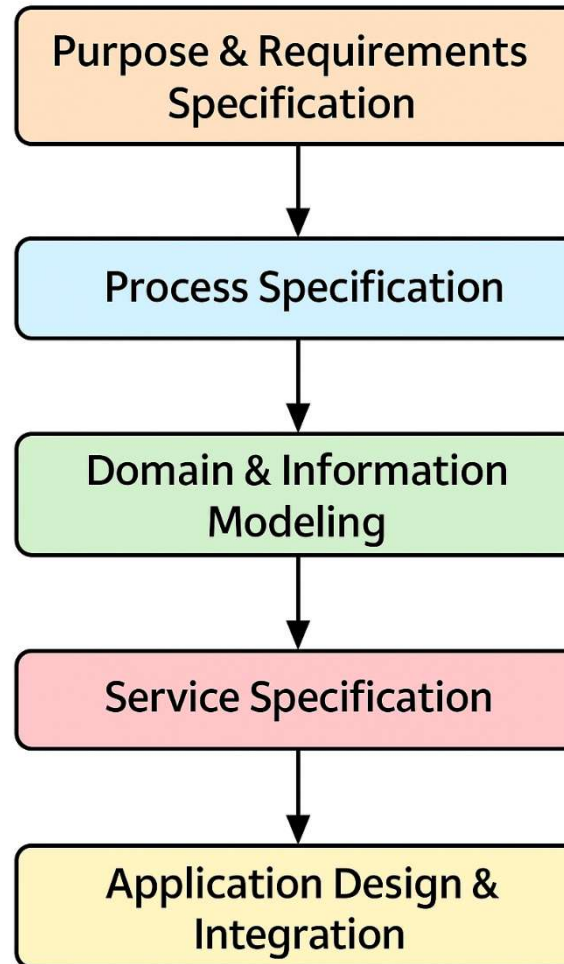 Purpose & Requirements
Specification
Process Specification
Domain & Information
Modeling
Service Specification
Application Design &
Integration